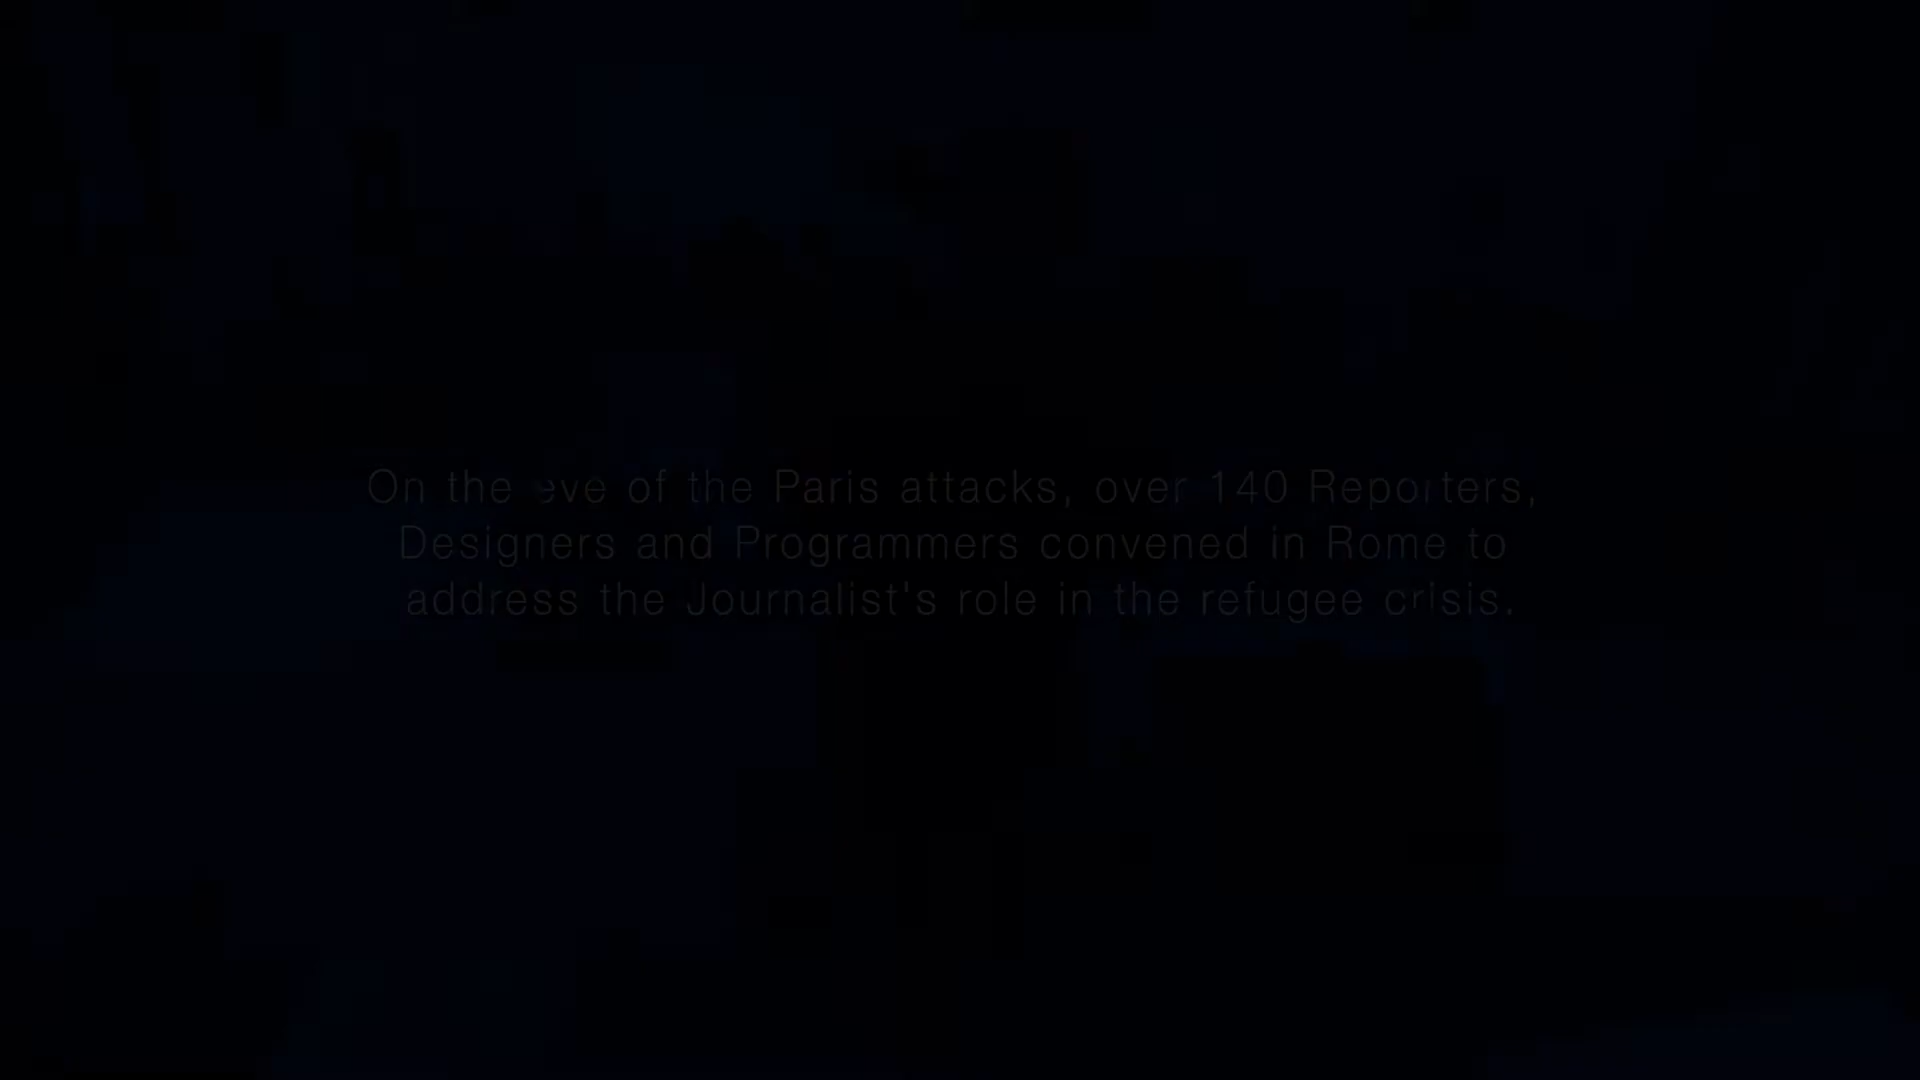 On the eve of the Paris attacks, over 140 Reporters,
Designers and Programmers convened in Rome to
address the Journalist's role in the refugee crisis.